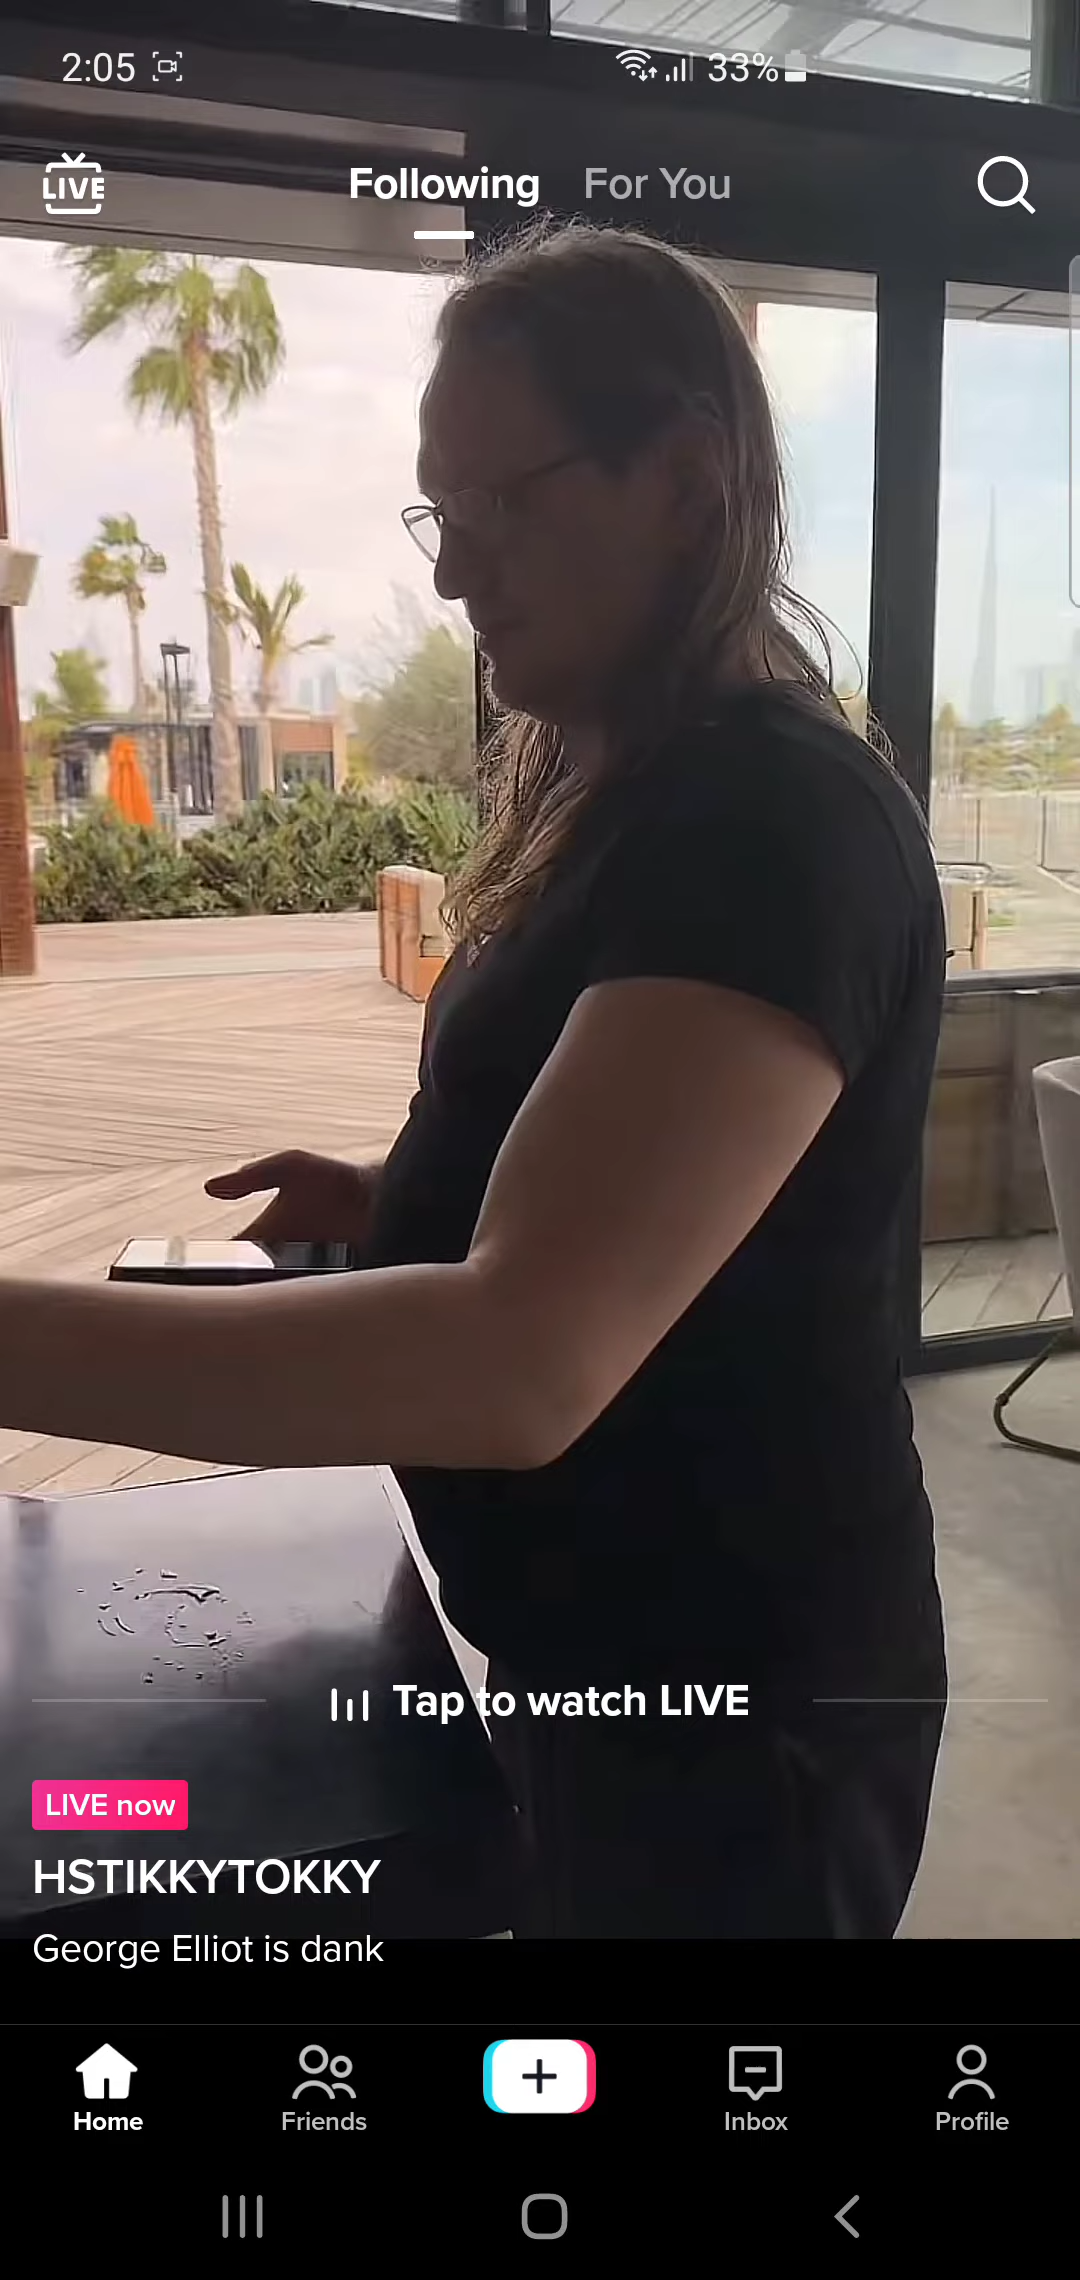 2:05
33%
LIVE
Following
For You
Tap to watch LIVE
LIVE now
HSTIKKYTOKKY
George Elliot is dank
Home
Friends
Inbox
Profile